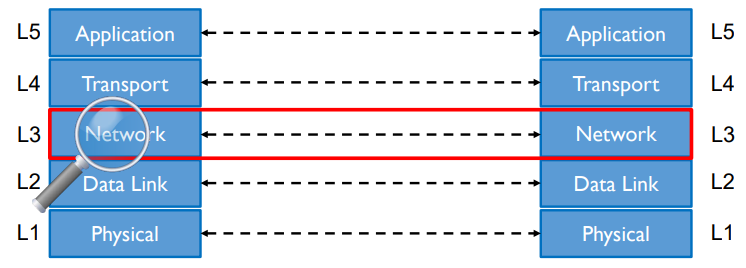 L5 Application Application L5
L4 Transport Transport L4
L3 Network Network L3
L2 Data Link Data Link L2
L1 Physical Physical L1